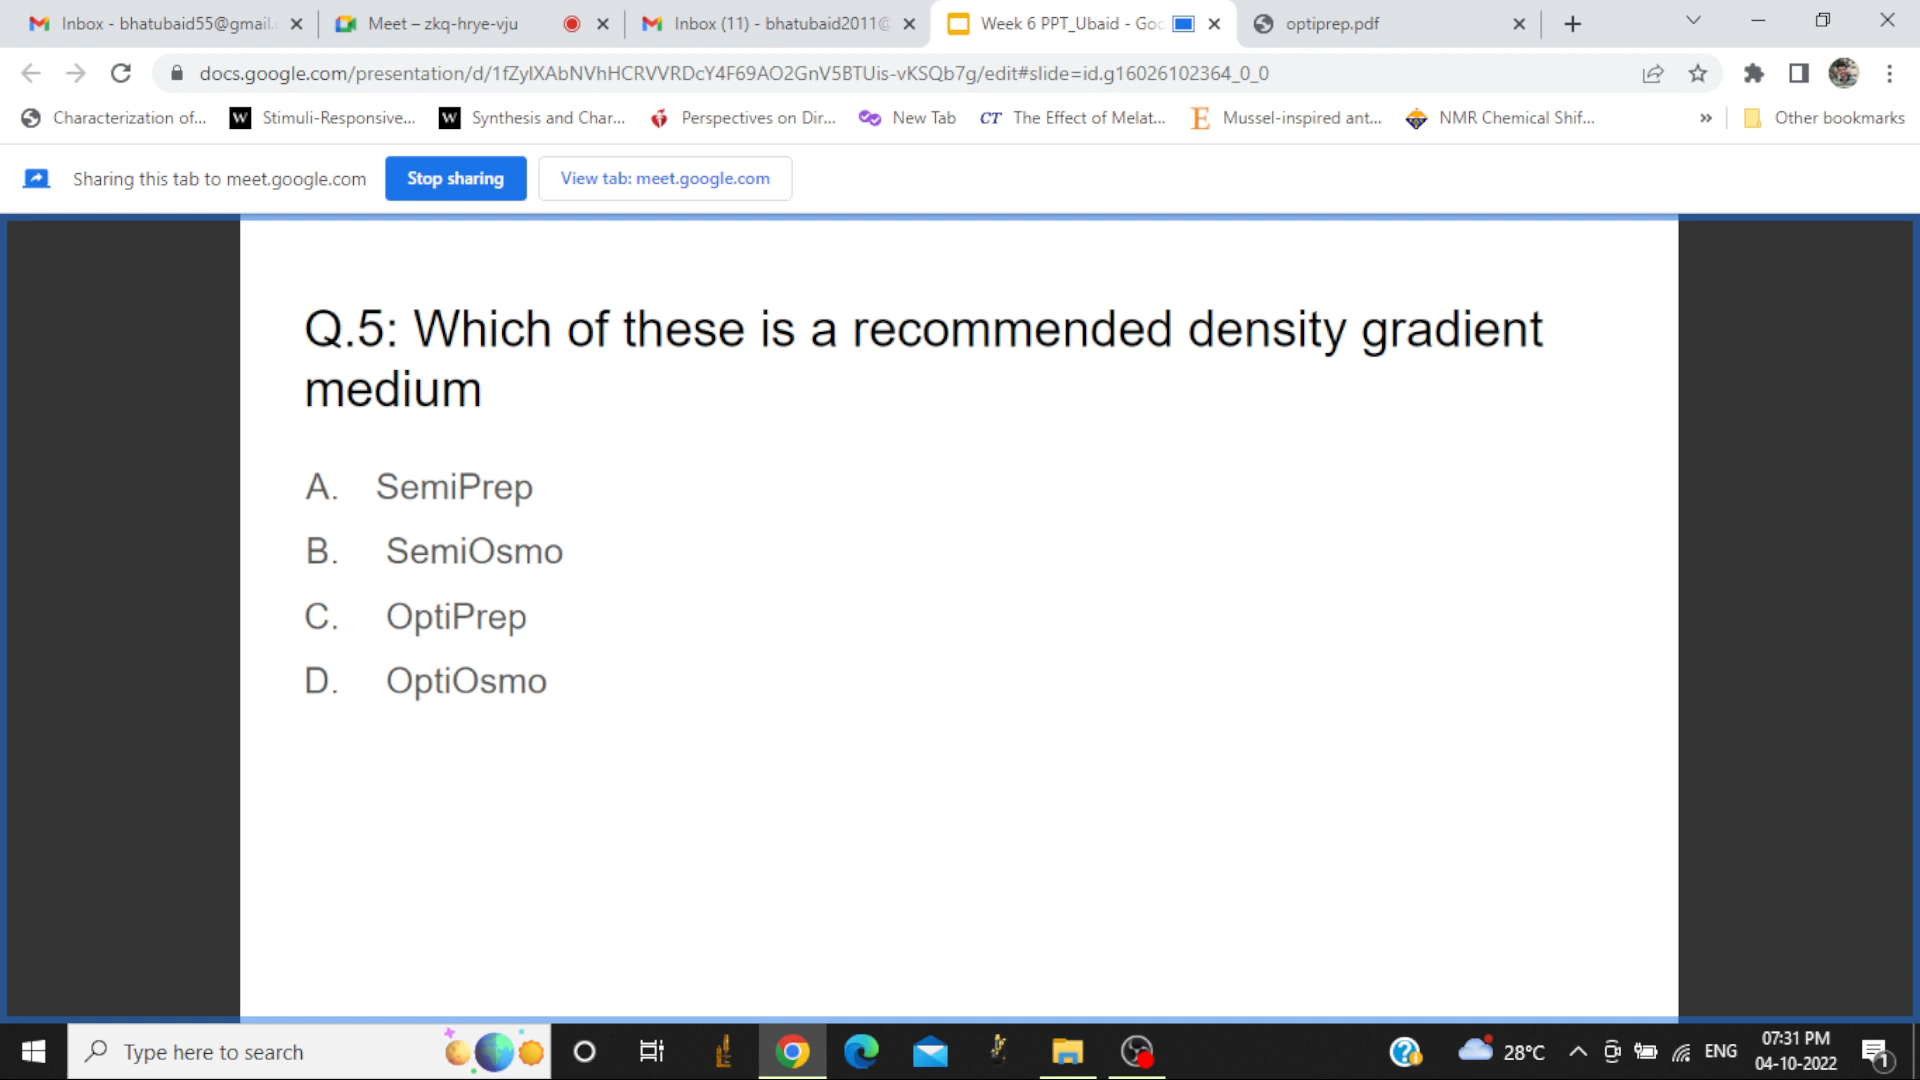 Inbox - bhatubaid55@gmail.
Meet – zkq-hrye-vju
Inbox (11) - bhatubaid2011@
Week 6 PPT_Ubaid - Goo
optiprep.pdf
docs.google.com/presentation/d/1fZylXAbNVhHCRVVRDcY4F69AO2GnV5BTUis-vKSQb7g/edit#slide=id.g16026102364_0_0
Characterization of...
W Stimuli-Responsive...
W Synthesis and Char...
Perspectives on Dir...
New Tab
CT The Effect of Melat...
E Mussel-inspired ant...
NMR Chemical Shif...
»
Other bookmarks
Sharing this tab to meet.google.com
Stop sharing
View tab: meet.google.com
Q.5: Which of these is a recommended density gradient
medium
A. SemiPrep
B. SemiOsmo
C. OptiPrep
D. OptiOsmo
Type here to search
28°C
ENG
07:31 PM
04-10-2022
1